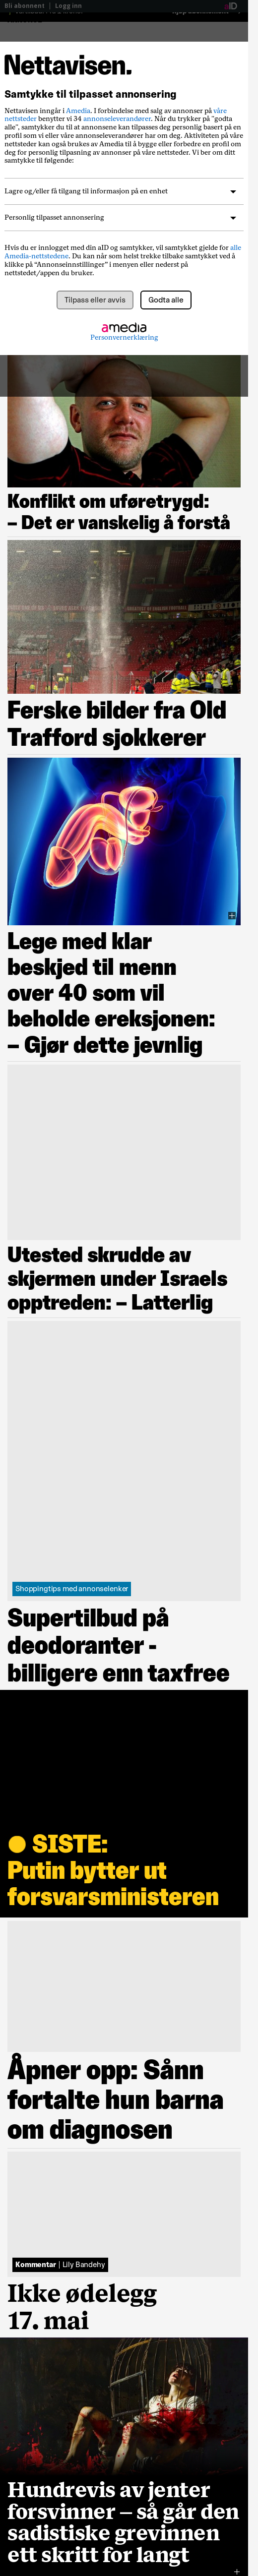 Bli abonnent | Logg inn
aID
Nettavisen.
Samtykke til tilpasset annonsering
Nettavisen inngår i Amedia. I forbindelse med salg av annonser på våre
nettsteder benytter vi 34 annonseleverandører. Når du trykker på "godta
alle", samtykker du til at annonsene kan tilpasses deg personlig basert på en
profil som vi eller våre annonseleverandører har om deg. Aktiviteten på våre
nettsteder kan også brukes av Amedia til å bygge eller forbedre en profil om
deg for personlig tilpasning av annonser på våre nettsteder. Vi ber om ditt
samtykke til følgende:
Lagre og/eller få tilgang til informasjon på en enhet
Personlig tilpasset annonsering
Hvis du er innlogget med din aID og samtykker, vil samtykket gjelde for alle
Amedia-nettstedene. Du kan når som helst trekke tilbake samtykket ved å
klikke på “Annonseinnstillinger” i menyen eller nederst på
nettstedet/appen du bruker.
Tilpass eller avvis
Godta alle
amedia
Personvernerklæring
Konflikt om uføretrygd:
– Det er vanskelig å forstå
Ferske bilder fra Old
Trafford sjokkerer
Lege med klar
beskjed til menn
over 40 som vil
beholde ereksjonen:
– Gjør dette jevnlig
Utested skrudde av
skjermen under Israels
opptreden: – Latterlig
Shoppingtips med annonselenker
Supertilbud på
deodoranter -
billigere enn taxfree
SISTE:
Putin bytter ut
forsvarsministeren
Åpner opp: Sånn
fortalte hun barna
om diagnosen
Kommentar | Lily Bandehy
Ikke ødelegg
17. mai
Hundrevis av jenter
forsvinner – så går den
sadistiske grevinnen
ett skritt for langt